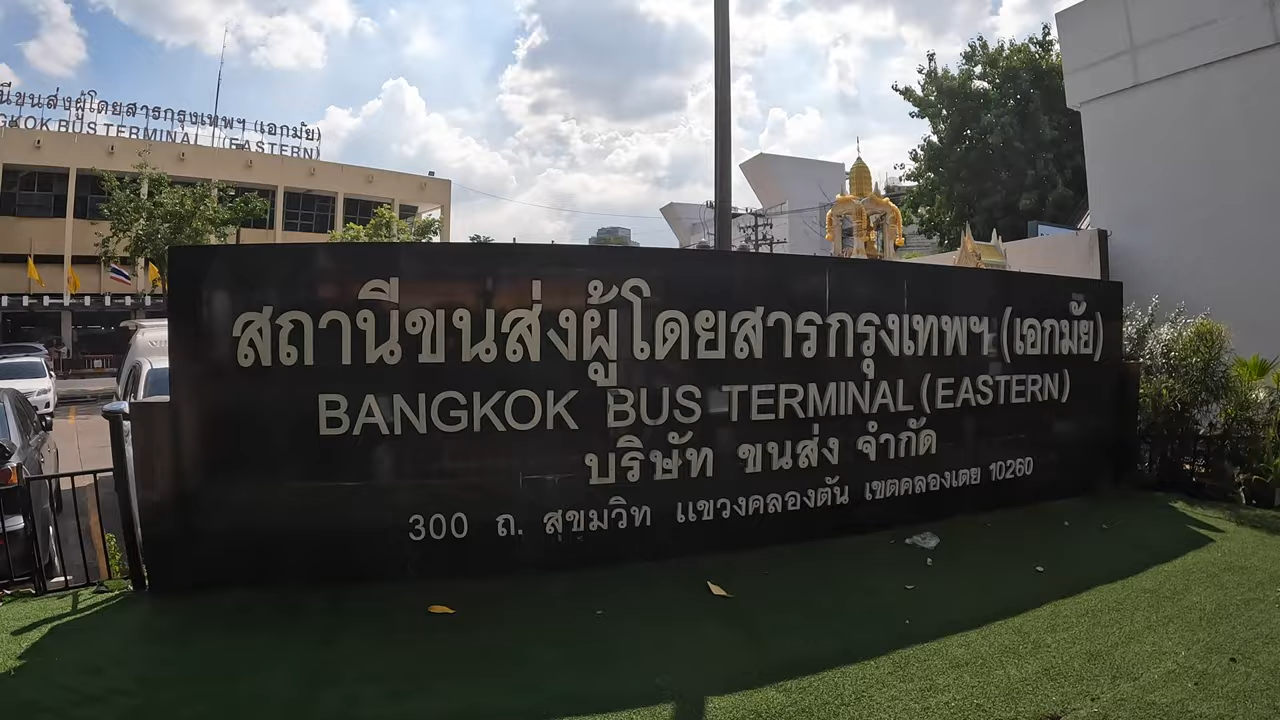 นีขนส่งผู้โดยสารกรุงเทพฯ (เอกมัย)
GKOK BUS TERMINAL (EASTERN)
สถานีขนส่งผู้โดยสารกรุงเทพฯ (เอกมัย)
BANGKOK BUS TERMINAL (EASTERN)
บริษัท ขนส่ง จำกัด
300 ถ. สุขุมวิท แขวงคลองตัน เขตคลองเตย 10260